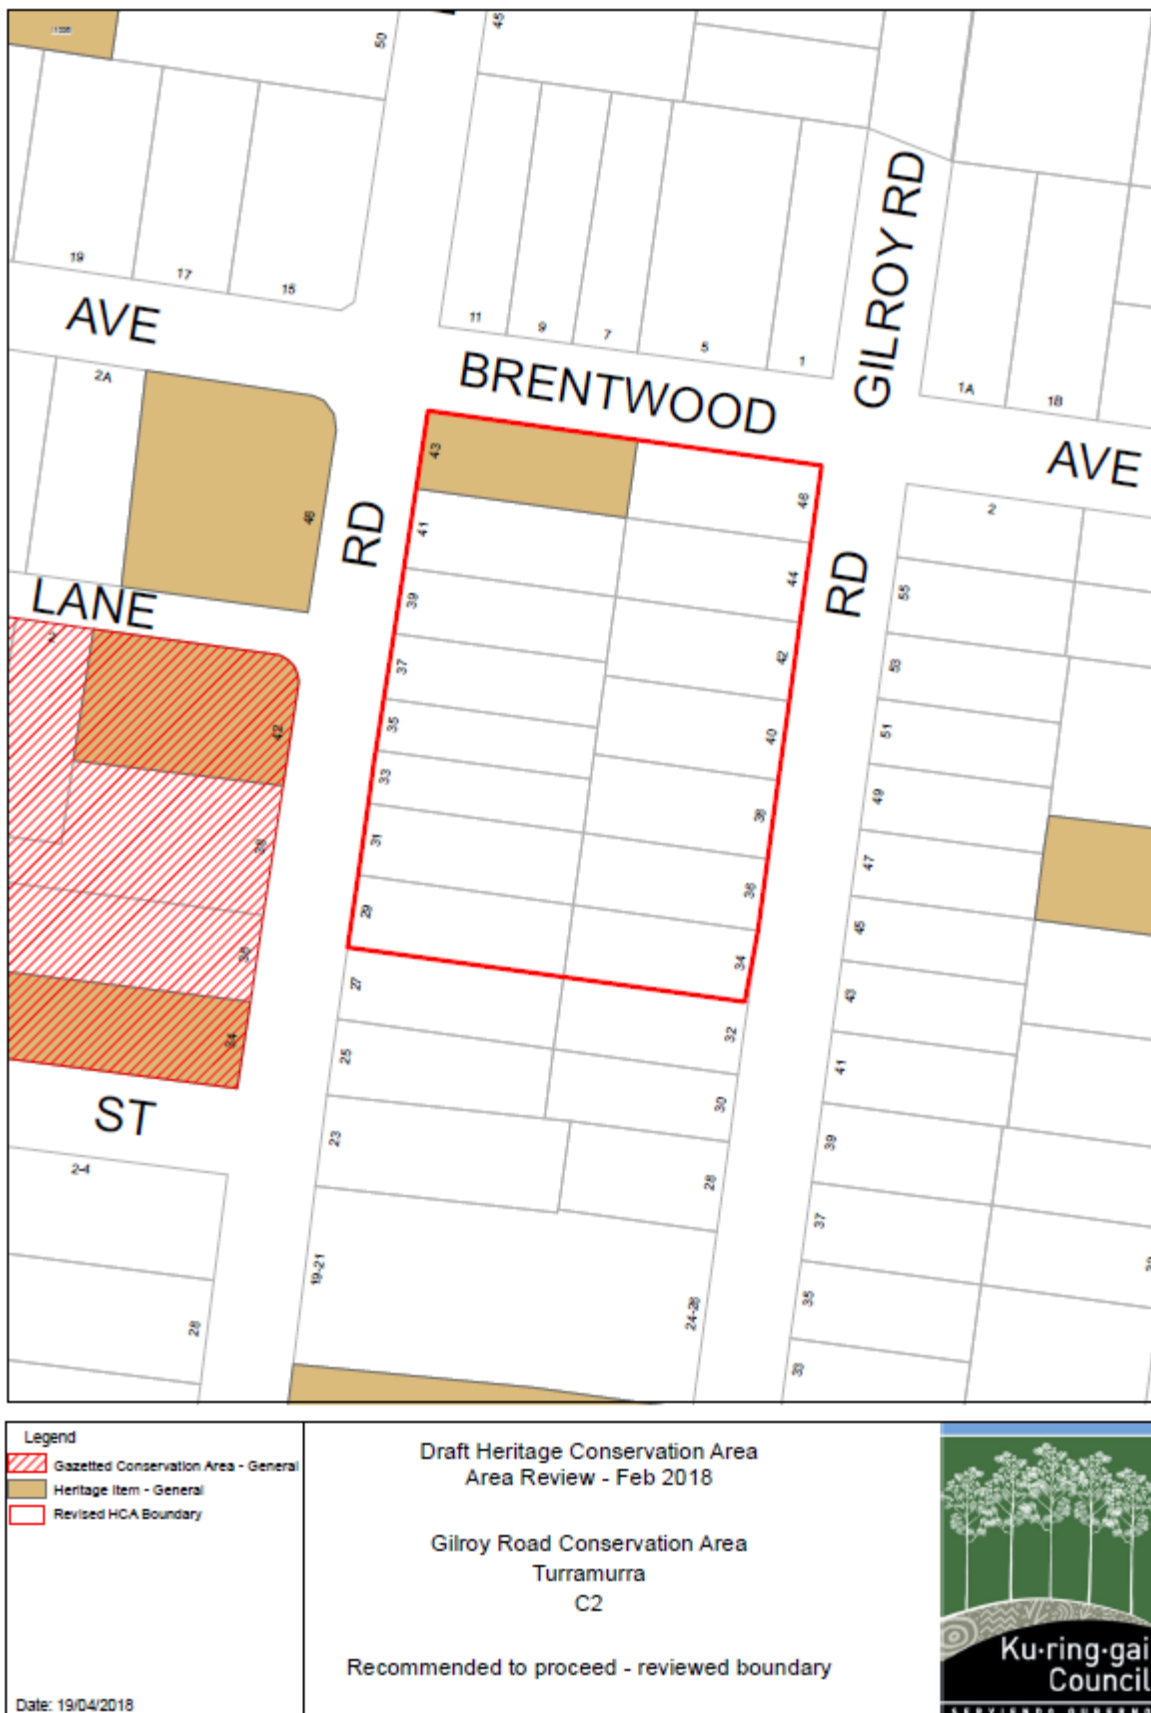 50
45
19
17
15
11
9
7
5
1
GILROY RD
1A
1B
AVE
BRENTWOOD
AVE
2A
46
43
41
39
37
35
33
31
29
27
25
23
19-21
RD
46
44
42
40
38
36
34
32
30
28
24-26
RD
2
55
53
51
49
47
45
43
41
39
37
35
33
LANE
2
42
38
36
34
ST
2-4
28
Legend
Gazetted Conservation Area - General
Heritage Item - General
Revised HCA Boundary
Date: 19/04/2018
Draft Heritage Conservation Area
Area Review - Feb 2018
Gilroy Road Conservation Area
Turramurra
C2
Recommended to proceed - reviewed boundary
Ku·ring·gai
Council